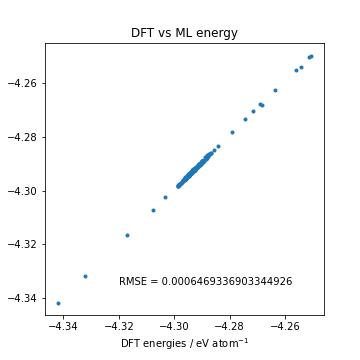 DFT vs ML energy
−4.26
−4.28
−4.30
−4.32
−4.34
RMSE = 0.0006469336903344926
−4.34 −4.32 −4.30 −4.28 −4.26
DFT energies / eV atom⁻¹